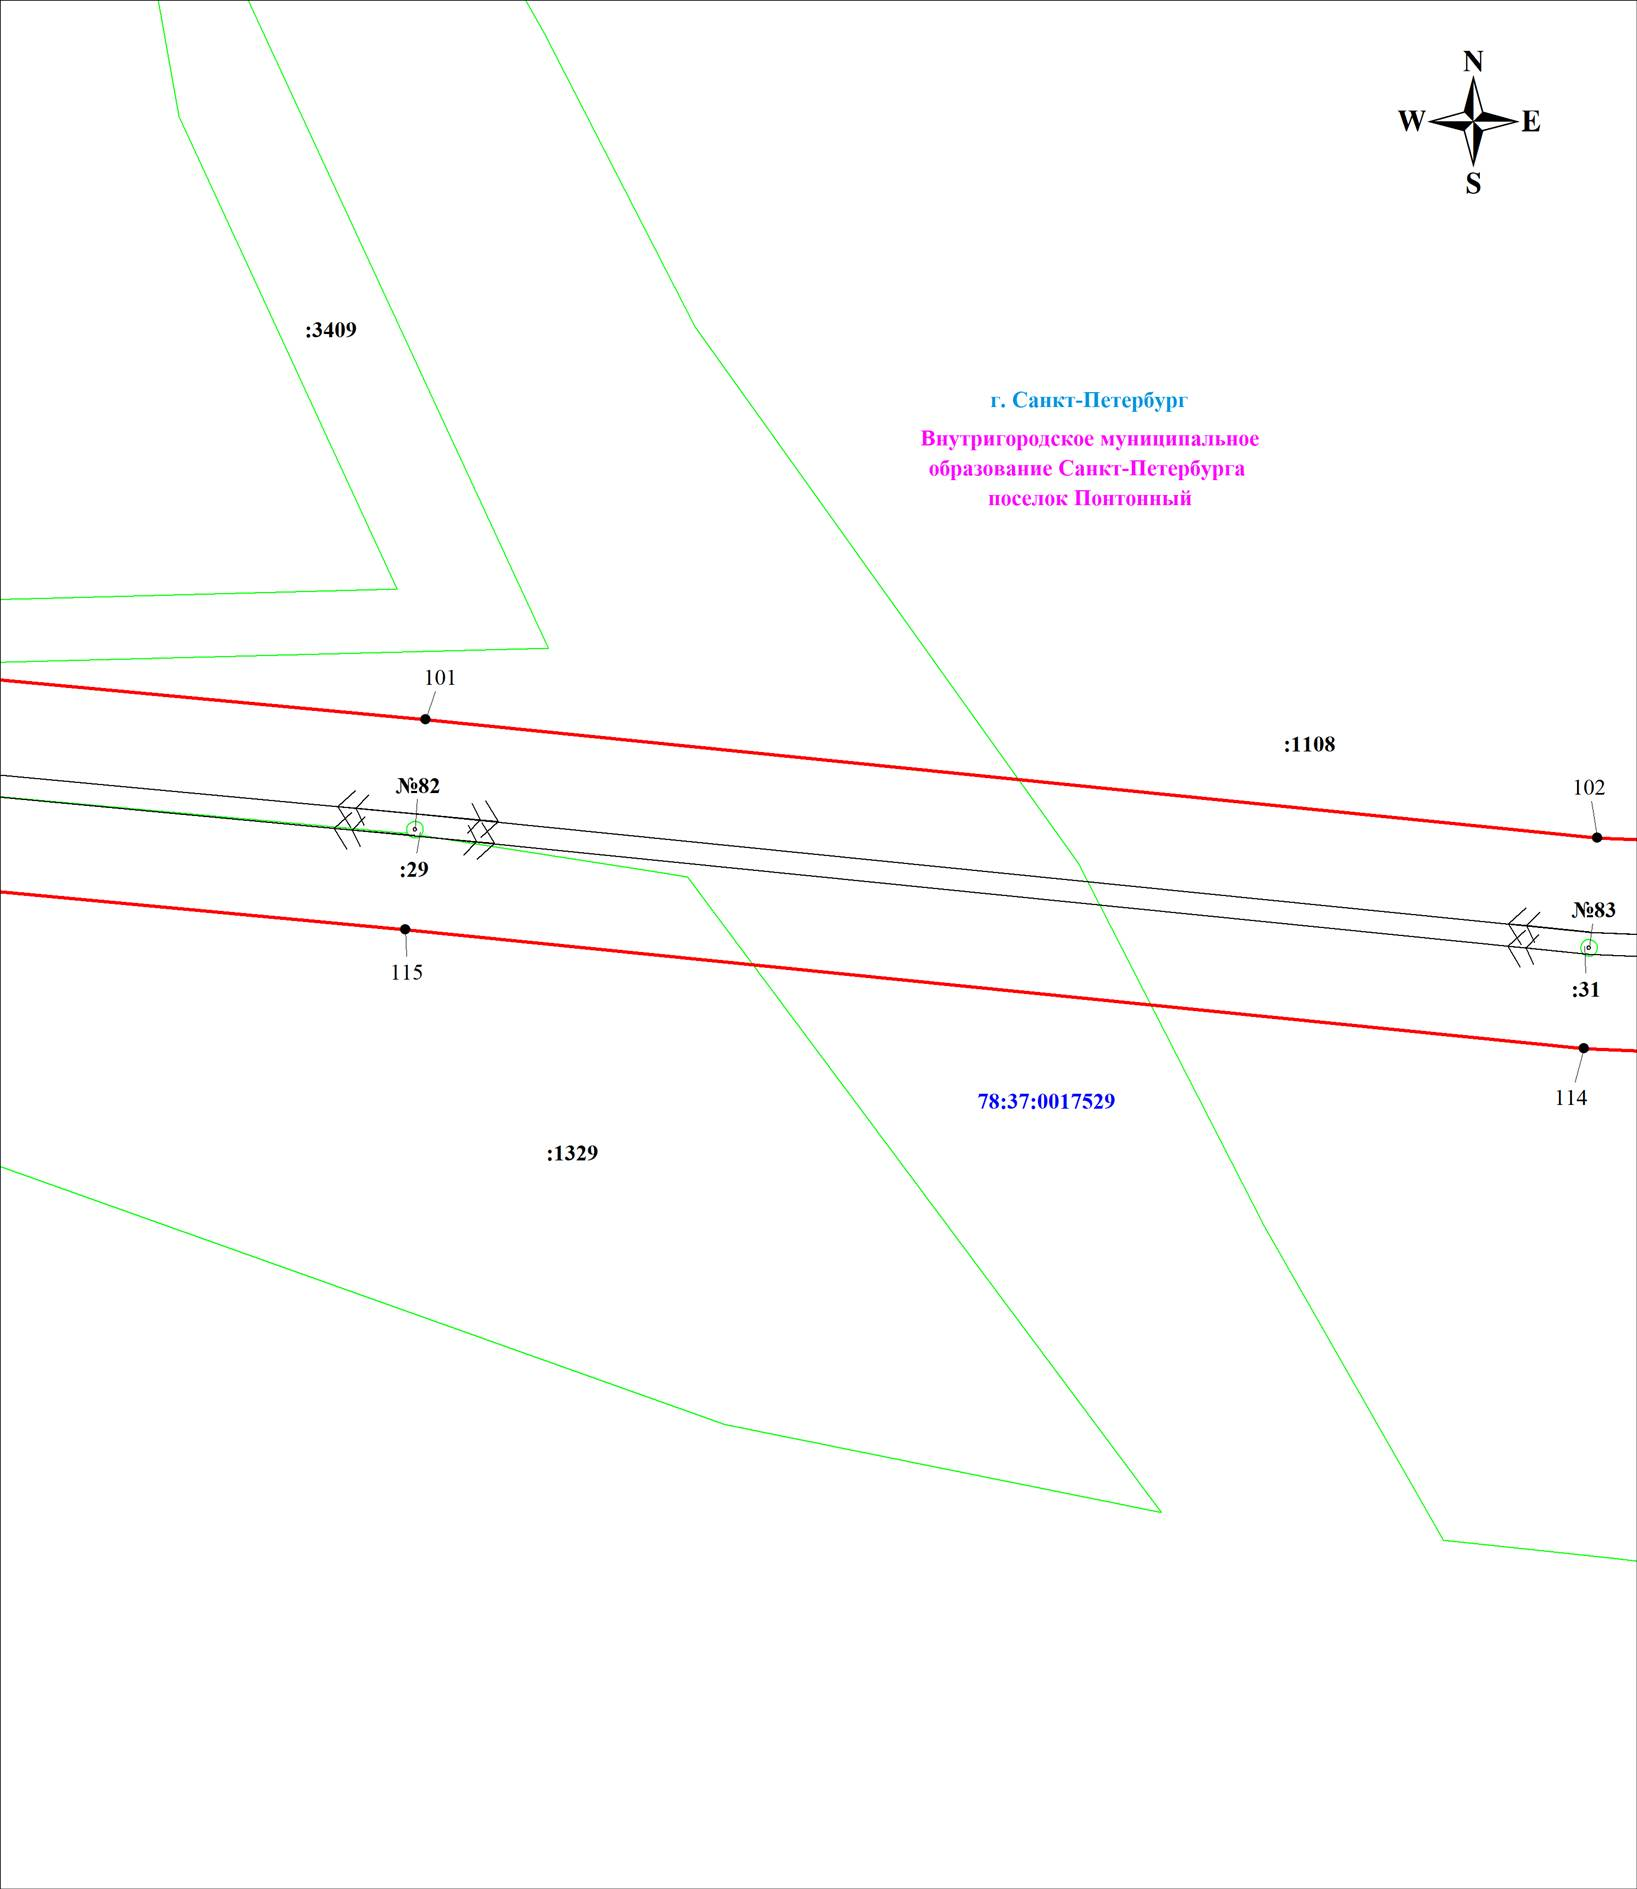 N
W E
S
:3409
г. Санкт-Петербург
Внутригородское муниципальное
образование Санкт-Петербурга
поселок Понтонный
101
:1108
№82
102
:29
№83
115
:31
78:37:0017529
114
:1329